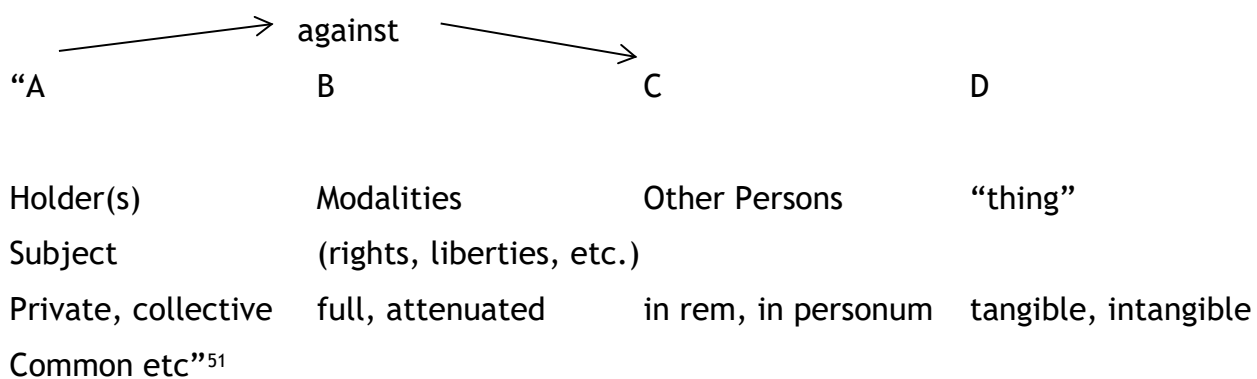 against
“A B C D
Holder(s) Modalities Other Persons “thing”
Subject (rights, liberties, etc.)
Private, collective full, attenuated in rem, in personum tangible, intangible
Common etc”51